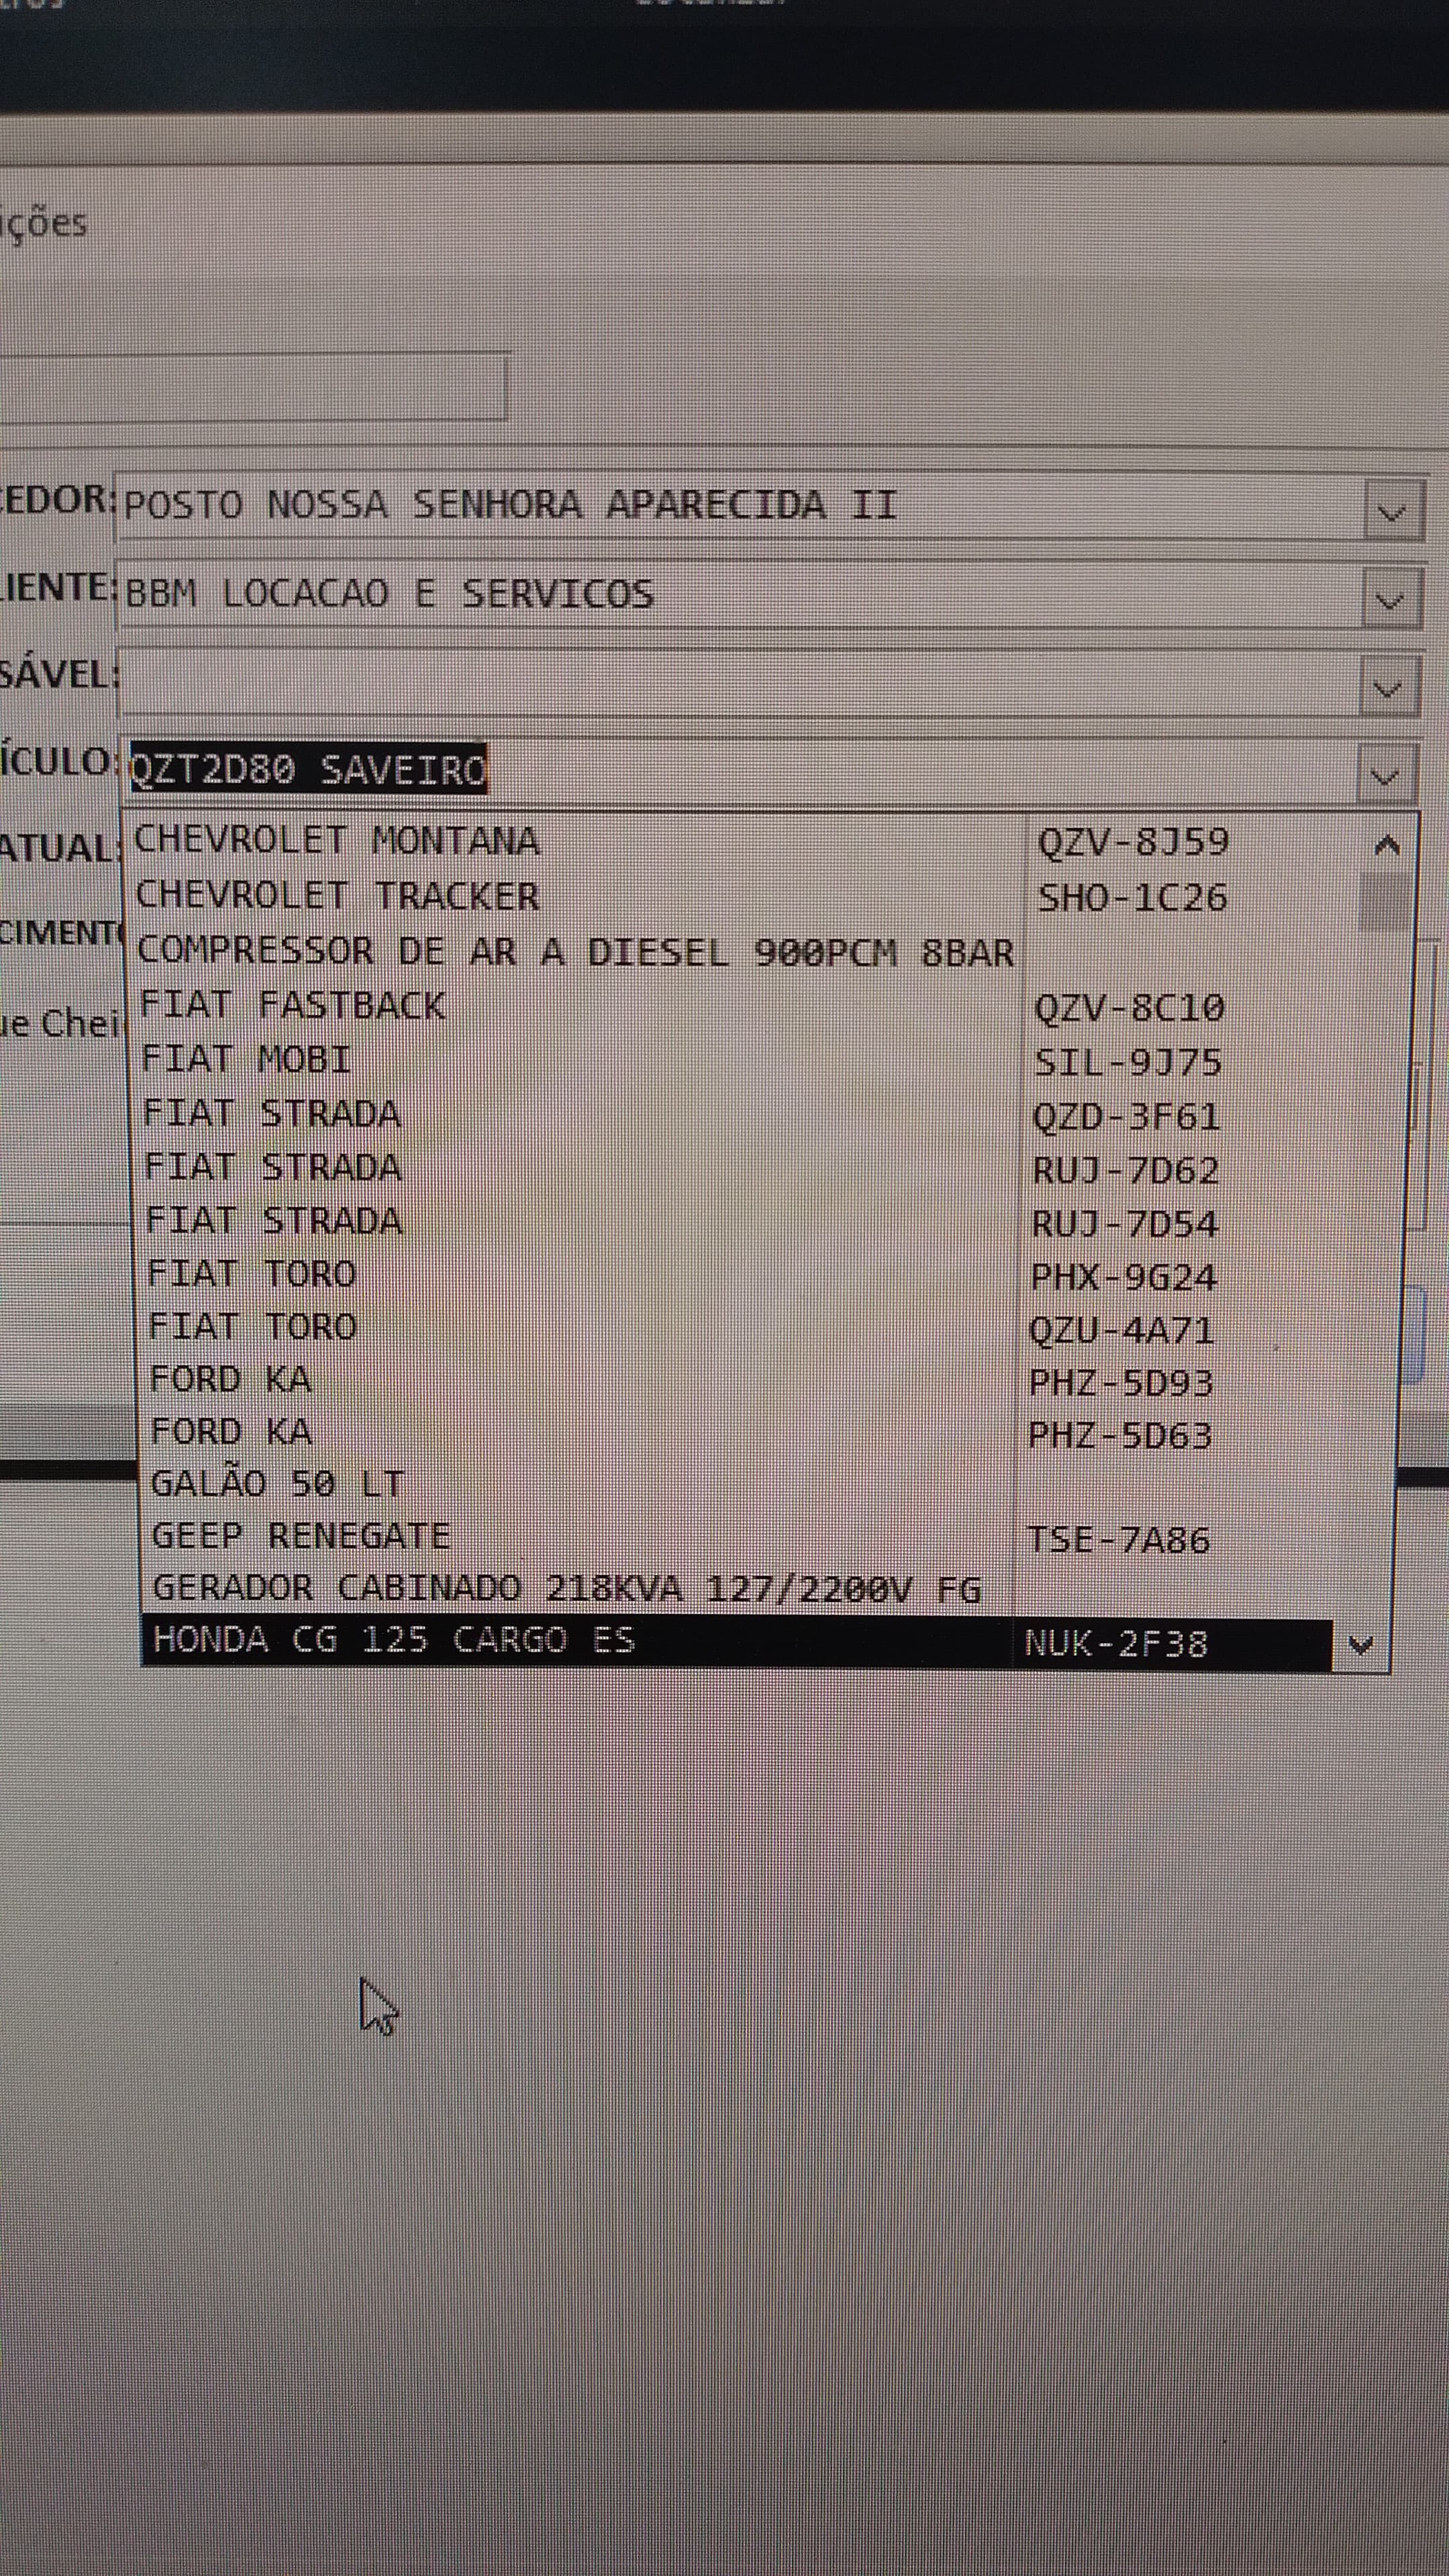 ições
CEDOR: POSTO NOSSA SENHORA APARECIDA II
LIENTE: BBM LOCACAO E SERVICOS
SÁVEL:
ÍCULO: QZT2D80 SAVEIRO
ATUAL: CHEVROLET MONTANA QZV-8J59
CHEVROLET TRACKER SHO-1C26
CIMENTO COMPRESSOR DE AR A DIESEL 900PCM 8BAR
FIAT FASTBACK QZV-8C10
ue Chei FIAT MOBI SIL-9J75
FIAT STRADA QZD-3F61
FIAT STRADA RUJ-7D62
FIAT STRADA RUJ-7D54
FIAT TORO PHX-9G24
FIAT TORO QZU-4A71
FORD KA PHZ-5D93
FORD KA PHZ-5D63
GALÃO 50 LT
GEEP RENEGATE TSE-7A86
GERADOR CABINADO 218KVA 127/2200V FG
HONDA CG 125 CARGO ES NUK-2F38